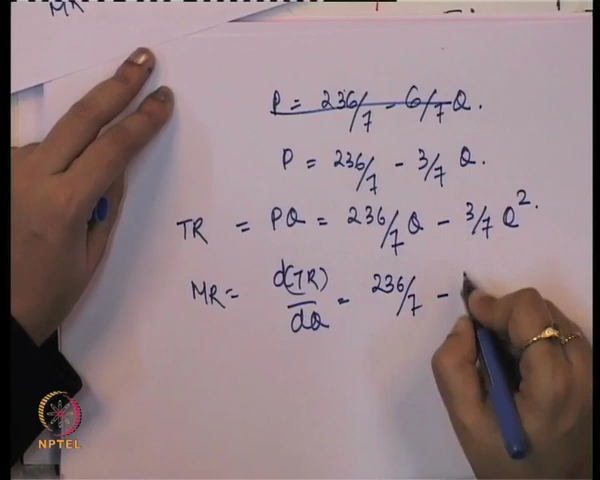 MR
P = 236/7 - 6/7 Q.
P = 236/7 - 3/7 Q.
TR = PQ = 236/7 Q - 3/7 Q².
MR = d(TR)/dQ = 236/7 -
NPTEL